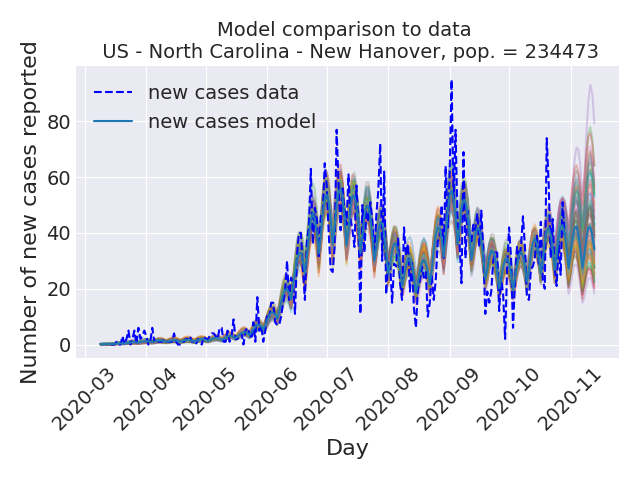 Model comparison to data
US - North Carolina - New Hanover, pop. = 234473
new cases data
new cases model
Number of new cases reported
80
60
40
20
0
2020-03
2020-04
2020-05
2020-06
2020-07
2020-08
2020-09
2020-10
2020-11
Day